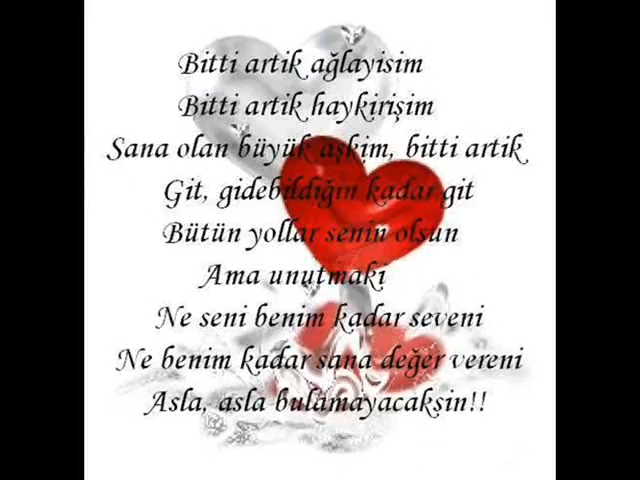 Bitti artik ağlayisim
Bitti artik haykirişim
Sana olan büyük aşkim, bitti artik
Git, gidebildiğin kadar git
Bütün yollar senin olsun
Ama unutmaki
Ne seni benim kadar seveni
Ne benim kadar sana değer vereni
Asla, asla bulamayacaksin!!